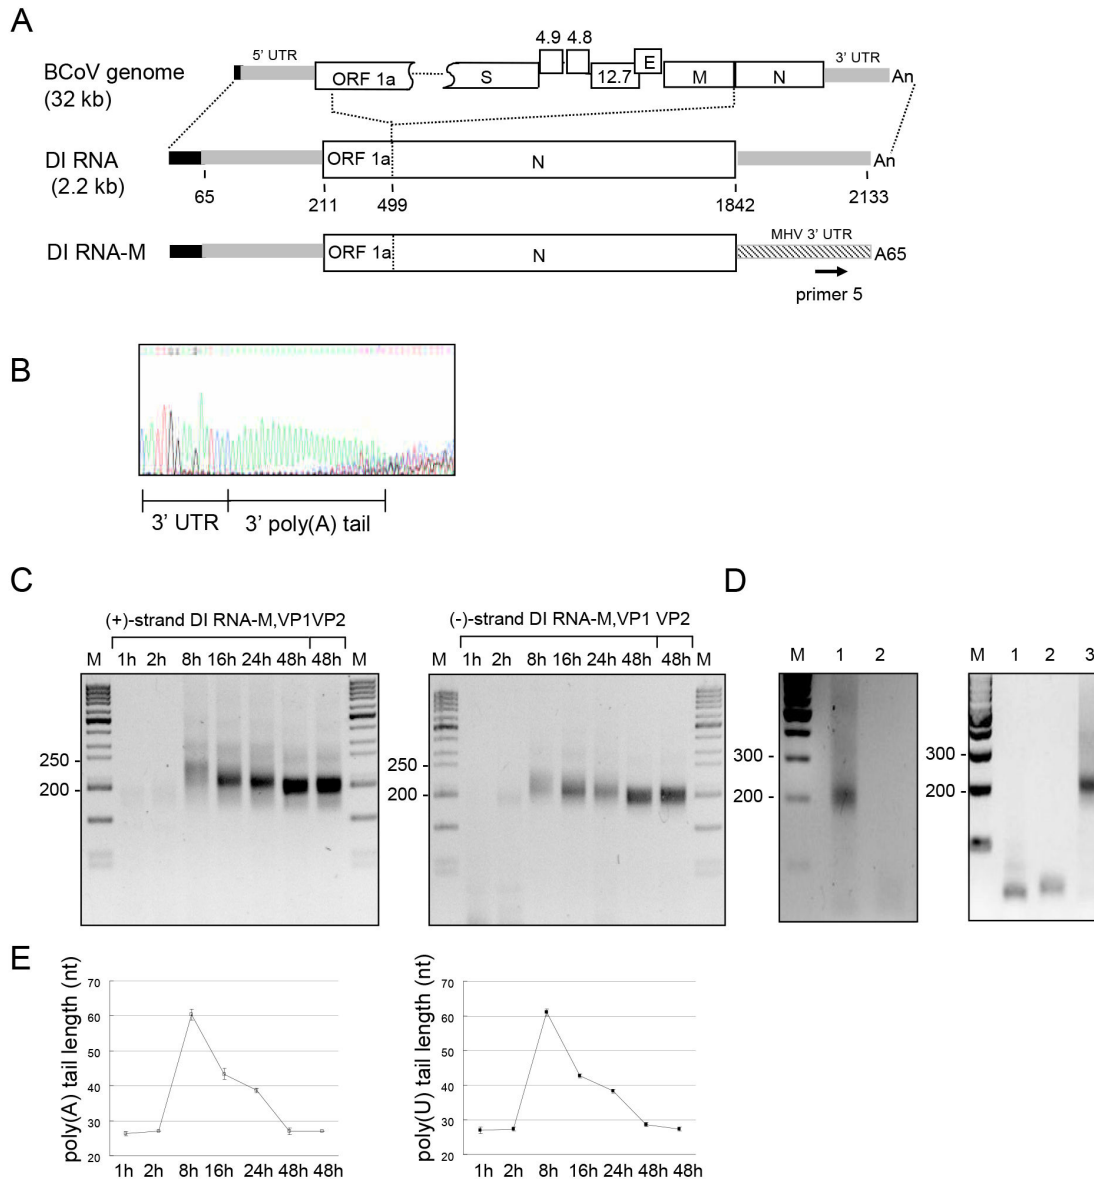 A
BCoV genome
(32 kb)
5’ UTR
ORF 1a
S
4.9
4.8
12.7
E
M
N
3’ UTR
An
DI RNA
(2.2 kb)
ORF 1a
N
An
65
211
499
1842
2133
DI RNA-M
ORF 1a
N
MHV 3’ UTR
A65
primer 5
B
3’ UTR
3’ poly(A) tail
C
(+)-strand DI RNA-M,VP1VP2
M 1h 2h 8h 16h 24h 48h 48h M
250 -
200 -
(-)-strand DI RNA-M,VP1 VP2
M 1h 2h 8h 16h 24h 48h 48h M
250 -
200 -
D
M 1 2
300 -
200 -
M 1 2 3
300 -
200 -
E
poly(A) tail length (nt)
70
60
50
40
30
20
1h 2h 8h 16h 24h 48h 48h
poly(U) tail length (nt)
70
60
50
40
30
20
1h 2h 8h 16h 24h 48h 48h